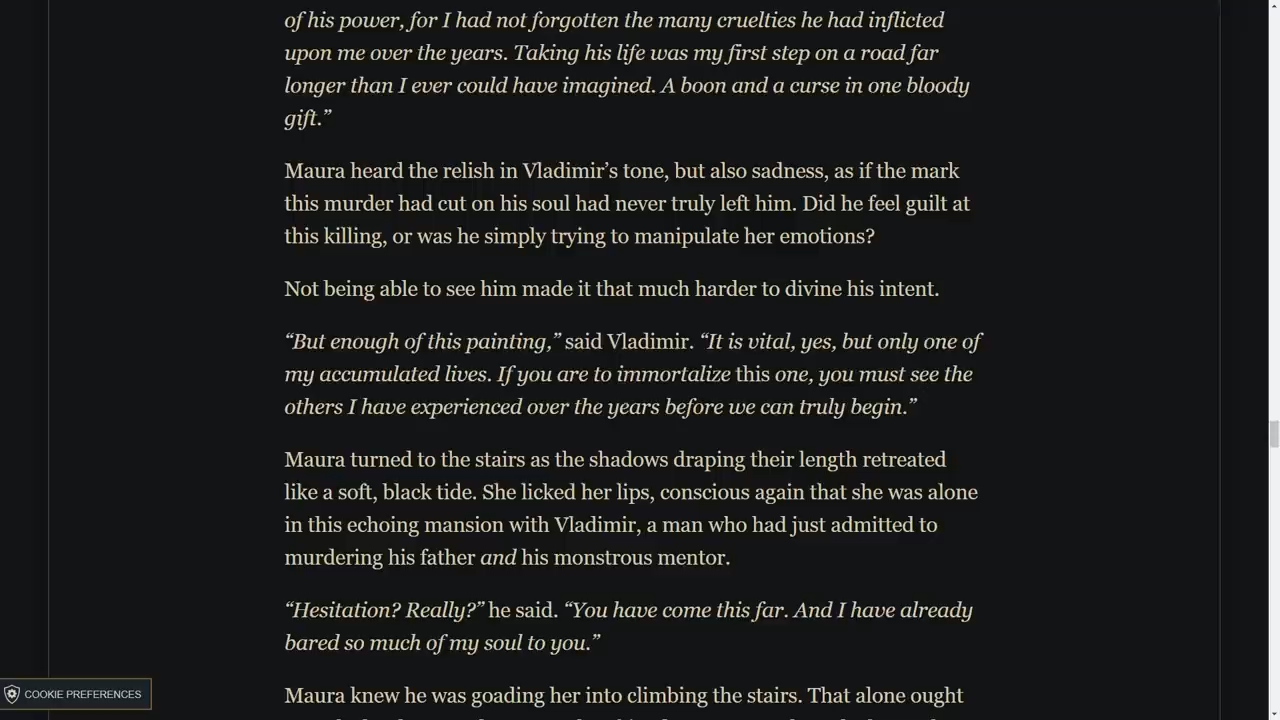 of his power, for I had not forgotten the many cruelties he had inflicted
upon me over the years. Taking his life was my first step on a road far
longer than I ever could have imagined. A boon and a curse in one bloody
gift.”
Maura heard the relish in Vladimir’s tone, but also sadness, as if the mark
this murder had cut on his soul had never truly left him. Did he feel guilt at
this killing, or was he simply trying to manipulate her emotions?
Not being able to see him made it that much harder to divine his intent.
“But enough of this painting,” said Vladimir. “It is vital, yes, but only one of
my accumulated lives. If you are to immortalize this one, you must see the
others I have experienced over the years before we can truly begin.”
Maura turned to the stairs as the shadows draping their length retreated
like a soft, black tide. She licked her lips, conscious again that she was alone
in this echoing mansion with Vladimir, a man who had just admitted to
murdering his father and his monstrous mentor.
“Hesitation? Really?” he said. “You have come this far. And I have already
bared so much of my soul to you.”
Maura knew he was goading her into climbing the stairs. That alone ought
COOKIE PREFERENCES